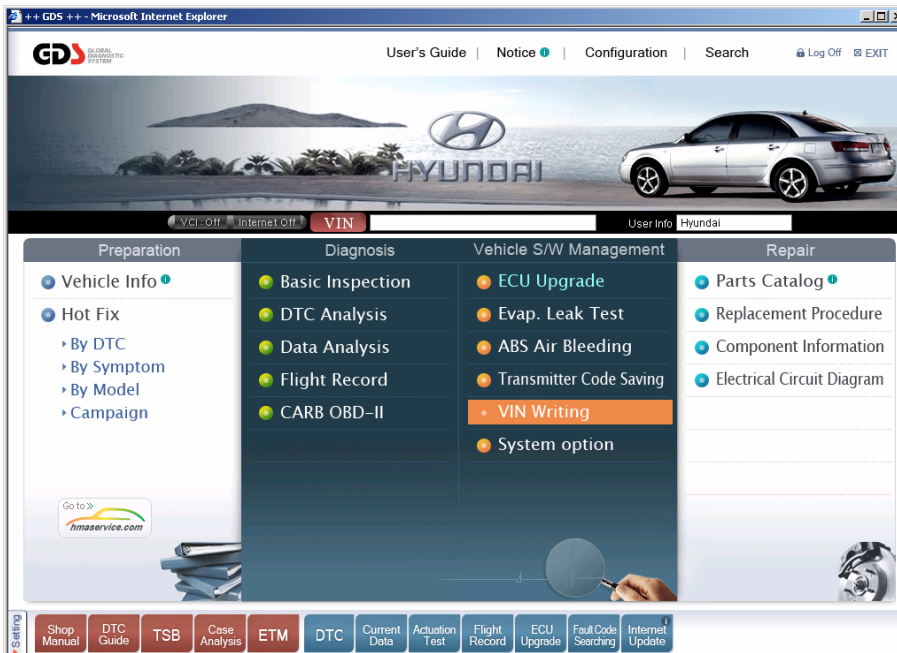 ++ GDS ++ - Microsoft Internet Explorer
GDS GLOBAL DIAGNOSTIC SYSTEM
User's Guide | Notice | Configuration | Search
Log Off EXIT
HYUNDAI
VCI : Off Internet Off VIN User Info Hyundai
Preparation
Vehicle Info
Hot Fix
By DTC
By Symptom
By Model
Campaign
Go to »
hmaservice.com
Diagnosis
Basic Inspection
DTC Analysis
Data Analysis
Flight Record
CARB OBD-II
Vehicle S/W Management
ECU Upgrade
Evap. Leak Test
ABS Air Bleeding
Transmitter Code Saving
VIN Writing
System option
Repair
Parts Catalog
Replacement Procedure
Component Information
Electrical Circuit Diagram
Setting
Shop Manual
DTC Guide
TSB
Case Analysis
ETM
DTC
Current Data
Actuation Test
Flight Record
ECU Upgrade
Fault Code Searching
Internet Update